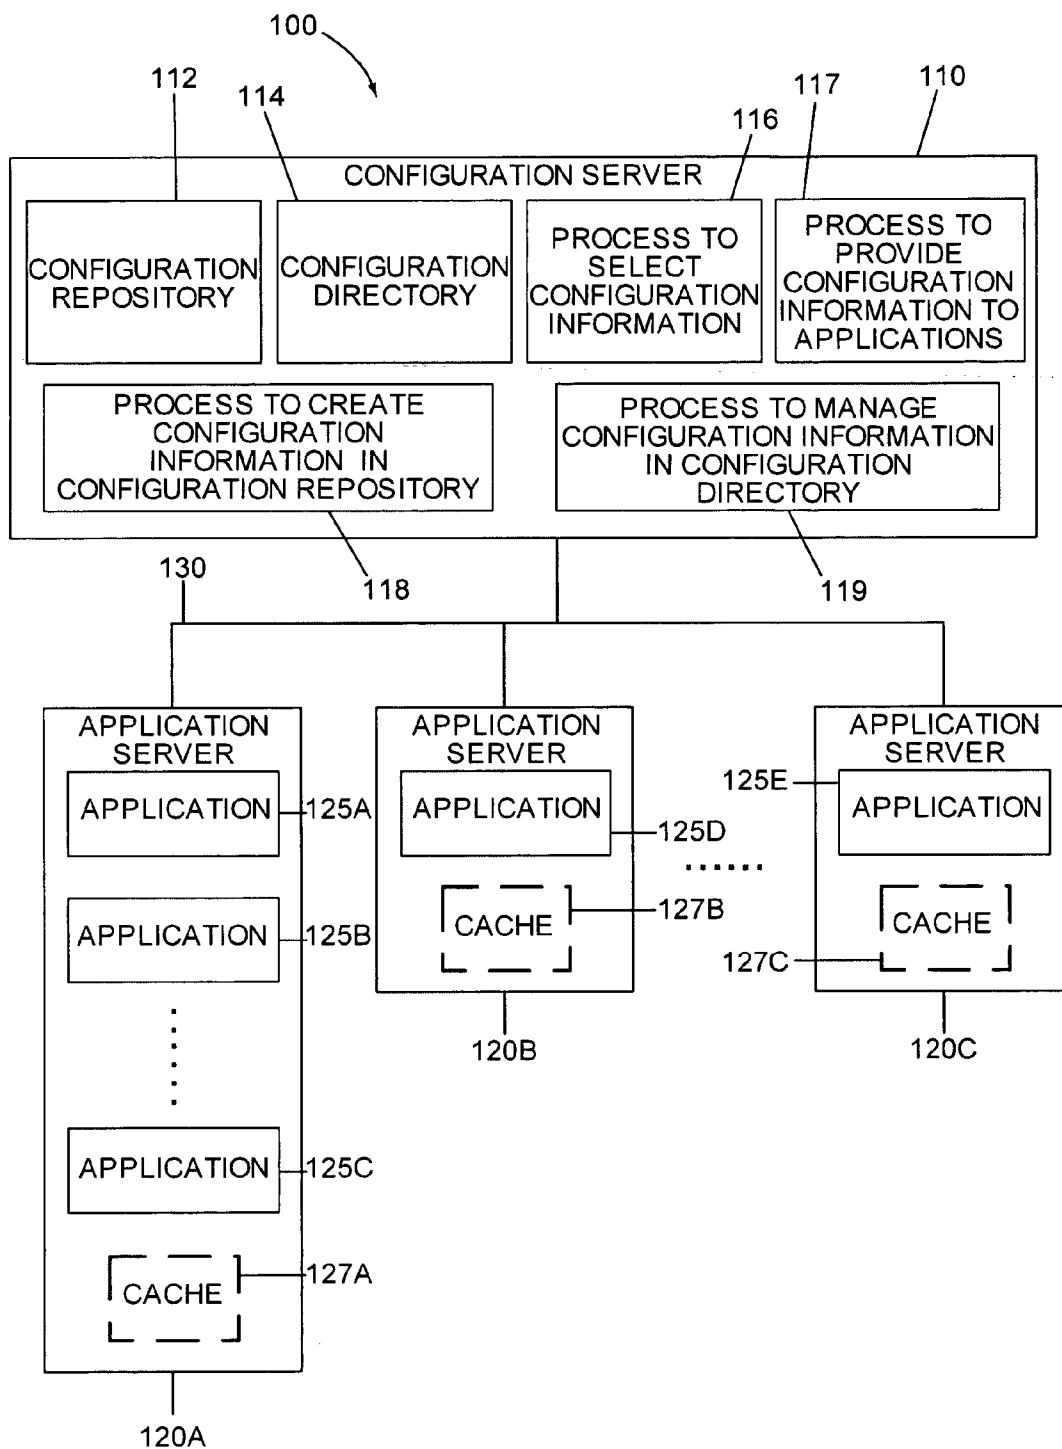 100
112
114
116
117
110
CONFIGURATION SERVER
CONFIGURATION
REPOSITORY
CONFIGURATION
DIRECTORY
PROCESS TO
SELECT
CONFIGURATION
INFORMATION
PROCESS TO
PROVIDE
CONFIGURATION
INFORMATION TO
APPLICATIONS
PROCESS TO CREATE
CONFIGURATION
INFORMATION IN
CONFIGURATION REPOSITORY
PROCESS TO MANAGE
CONFIGURATION INFORMATION
IN CONFIGURATION
DIRECTORY
130
118
119
APPLICATION
SERVER
APPLICATION
125A
APPLICATION
125B
APPLICATION
125C
CACHE
127A
120A
APPLICATION
SERVER
APPLICATION
125D
CACHE
127B
120B
APPLICATION
SERVER
125E
APPLICATION
CACHE
127C
120C